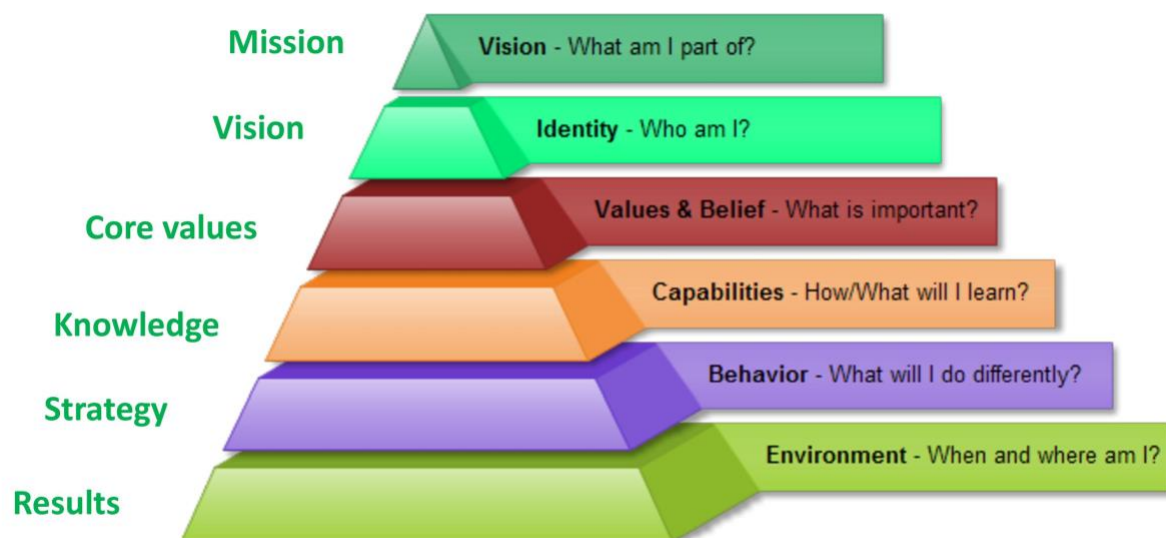 Mission
Vision - What am I part of?
Vision
Identity - Who am I?
Core values
Values & Belief - What is important?
Knowledge
Capabilities - How/What will I learn?
Strategy
Behavior - What will I do differently?
Results
Environment - When and where am I?